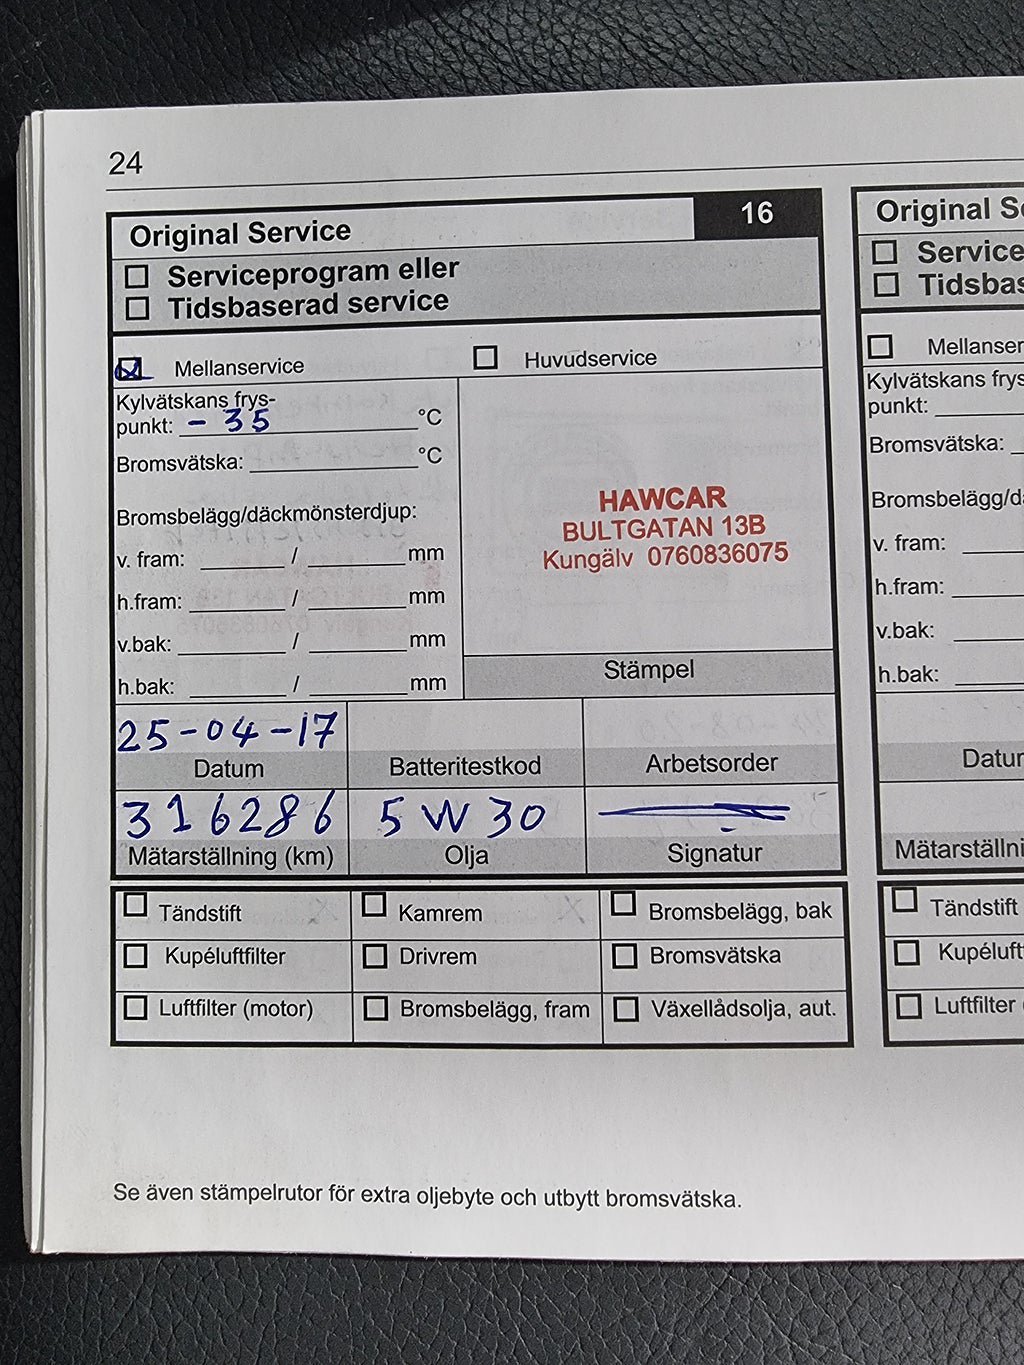 24
Original Service 16
Serviceprogram eller
Tidsbaserad service
Mellanservice Huvudservice
Kylvätskans frys-
punkt: - 35 °C
Bromsvätska: °C
Bromsbelägg/däckmönsterdjup:
v. fram: / mm
h.fram: / mm
v.bak: / mm
h.bak: / mm
HAWCAR
BULTGATAN 13B
Kungälv 0760836075
Stämpel
25-04-17
Datum Batteritestkod Arbetsorder
316286 5W30
Mätarställning (km) Olja Signatur
Tändstift Kamrem Bromsbelägg, bak
Kupéluftfilter Drivrem Bromsvätska
Luftfilter (motor) Bromsbelägg, fram Växellådsolja, aut.
Se även stämpelrutor för extra oljebyte och utbytt bromsvätska.
Original S
Service
Tidsbas
Mellanser
Kylvätskans frys
punkt:
Bromsvätska:
Bromsbelägg/d
v. fram:
h.fram:
v.bak:
h.bak:
Datu
Mätarställni
Tändstift
Kupéluft
Luftfilter